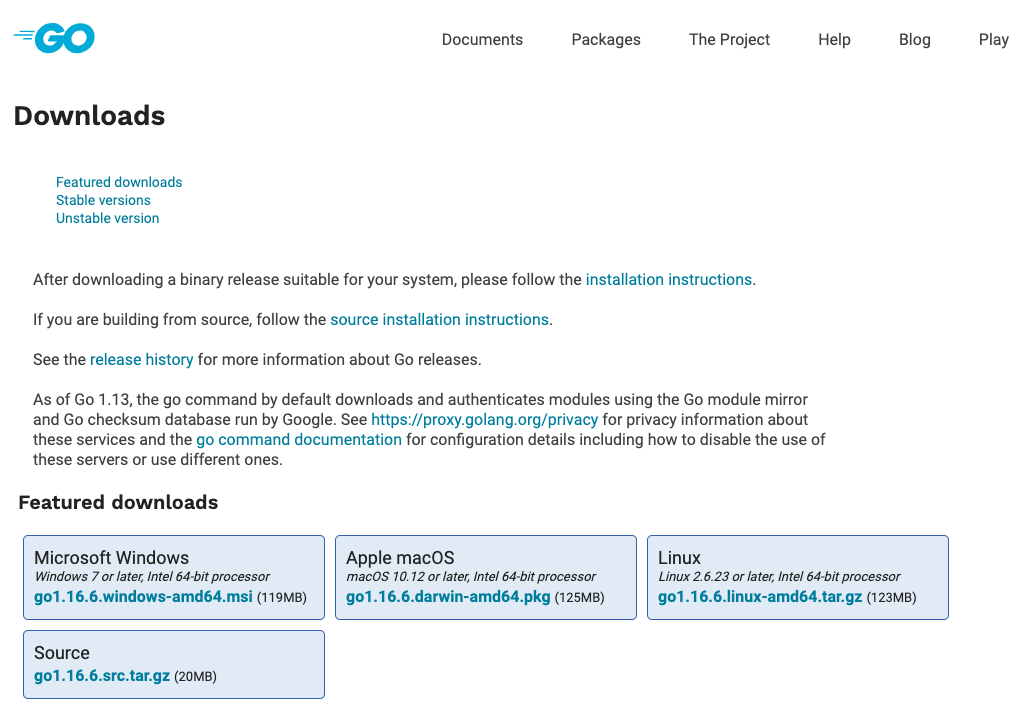 GO
Documents Packages The Project Help Blog Play
Downloads
Featured downloads
Stable versions
Unstable version
After downloading a binary release suitable for your system, please follow the installation instructions.
If you are building from source, follow the source installation instructions.
See the release history for more information about Go releases.
As of Go 1.13, the go command by default downloads and authenticates modules using the Go module mirror
and Go checksum database run by Google. See https://proxy.golang.org/privacy for privacy information about
these services and the go command documentation for configuration details including how to disable the use of
these servers or use different ones.
Featured downloads
Microsoft Windows
Windows 7 or later, Intel 64-bit processor
go1.16.6.windows-amd64.msi (119MB)
Apple macOS
macOS 10.12 or later, Intel 64-bit processor
go1.16.6.darwin-amd64.pkg (125MB)
Linux
Linux 2.6.23 or later, Intel 64-bit processor
go1.16.6.linux-amd64.tar.gz (123MB)
Source
go1.16.6.src.tar.gz (20MB)